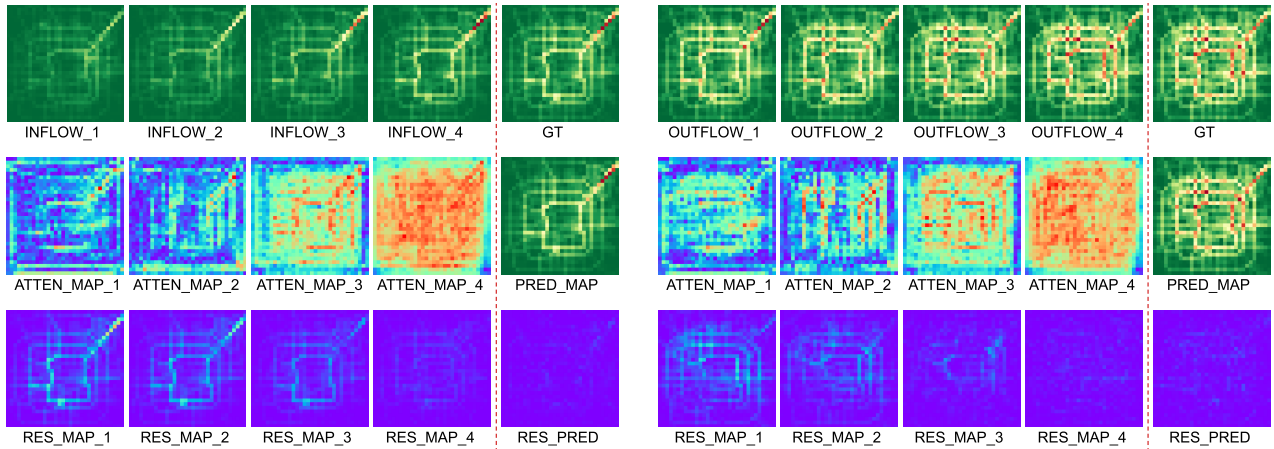 INFLOW_1 INFLOW_2 INFLOW_3 INFLOW_4 GT OUTFLOW_1 OUTFLOW_2 OUTFLOW_3 OUTFLOW_4 GT
ATTEN_MAP_1 ATTEN_MAP_2 ATTEN_MAP_3 ATTEN_MAP_4 PRED_MAP ATTEN_MAP_1 ATTEN_MAP_2 ATTEN_MAP_3 ATTEN_MAP_4 PRED_MAP
RES_MAP_1 RES_MAP_2 RES_MAP_3 RES_MAP_4 RES_PRED RES_MAP_1 RES_MAP_2 RES_MAP_3 RES_MAP_4 RES_PRED